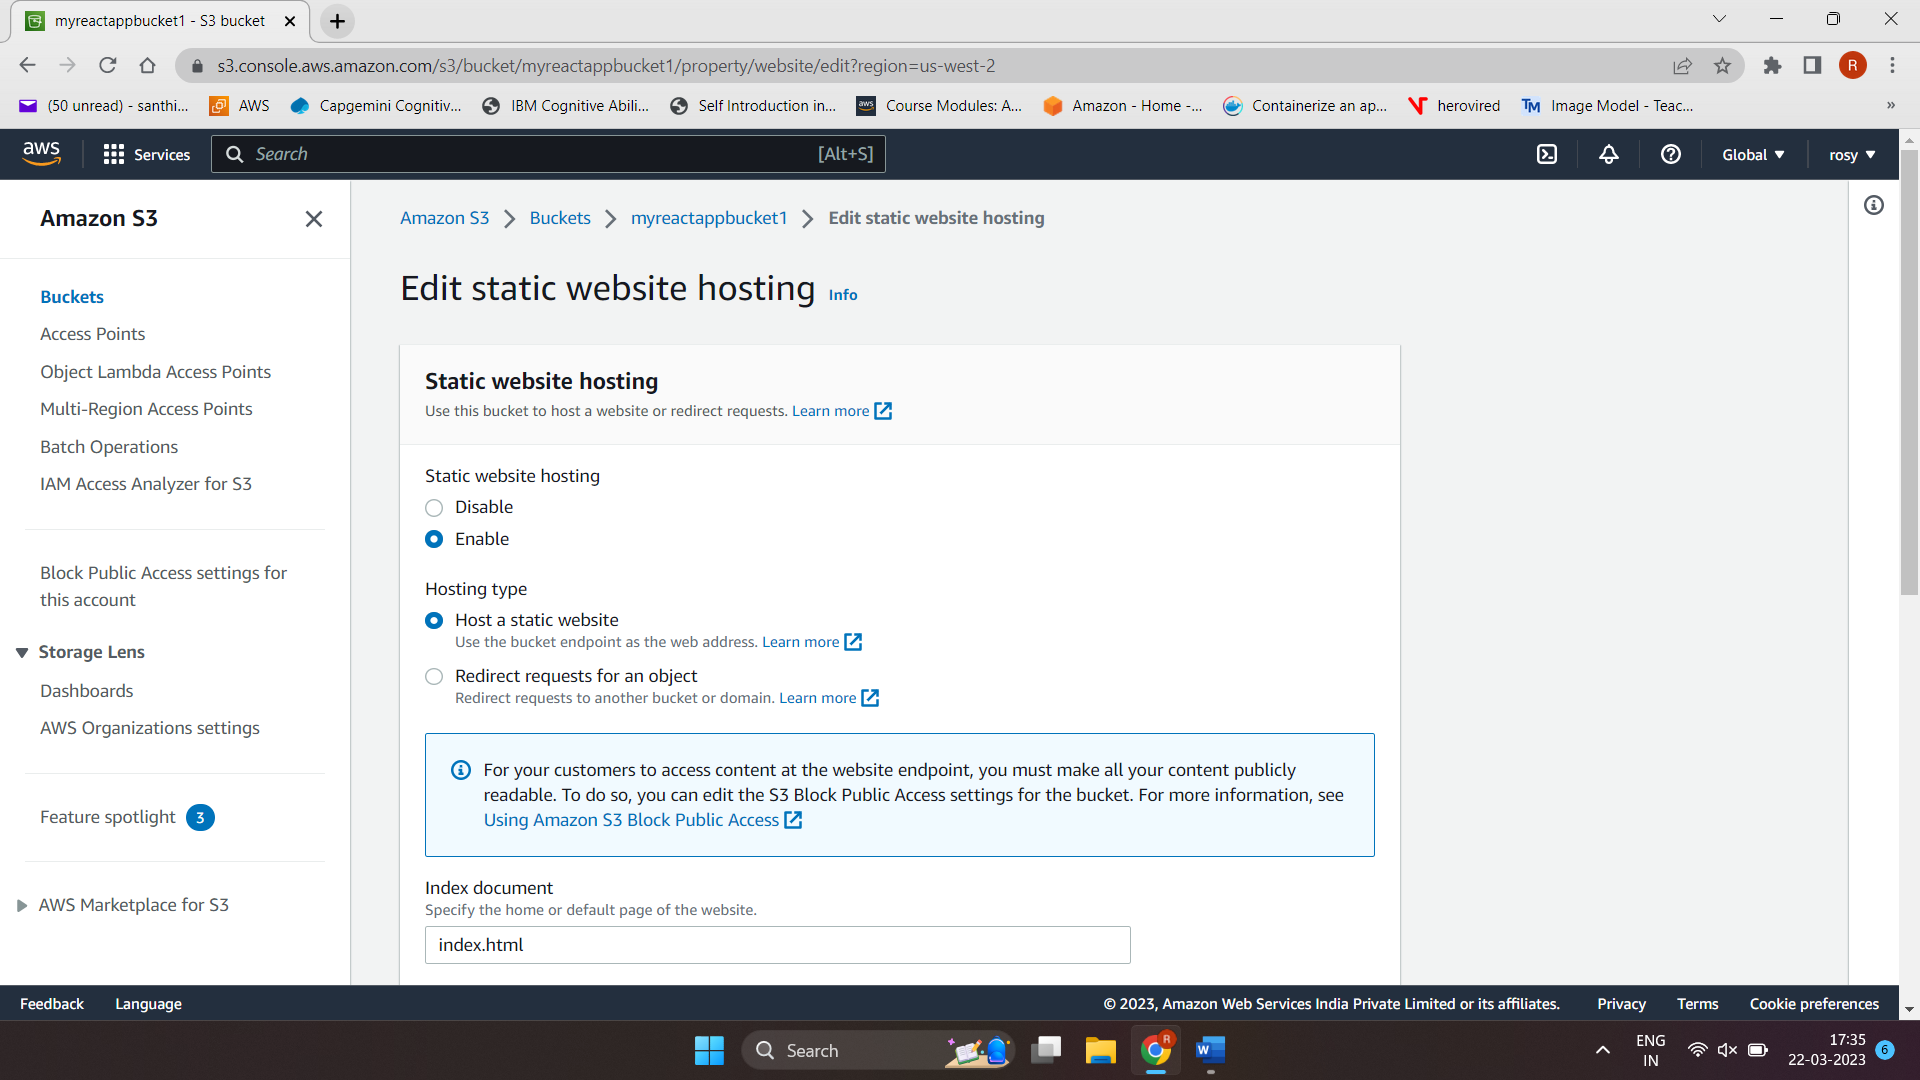 myreactappbucket1 - S3 bucket
s3.console.aws.amazon.com/s3/bucket/myreactappbucket1/property/website/edit?region=us-west-2
R
(50 unread) - santhi...
AWS
Capgemini Cognitiv...
IBM Cognitive Abili...
Self Introduction in...
aws
Course Modules: A...
Amazon - Home -...
Containerize an ap...
herovired
TM
Image Model - Teac...
»
aws
Services
Search
[Alt+S]
Global
rosy
Amazon S3
Buckets
Access Points
Object Lambda Access Points
Multi-Region Access Points
Batch Operations
IAM Access Analyzer for S3
Block Public Access settings for
this account
Storage Lens
Dashboards
AWS Organizations settings
Feature spotlight 3
AWS Marketplace for S3
Amazon S3 > Buckets > myreactappbucket1 > Edit static website hosting
Edit static website hosting Info
Static website hosting
Use this bucket to host a website or redirect requests. Learn more
Static website hosting
Disable
Enable
Hosting type
Host a static website
Use the bucket endpoint as the web address. Learn more
Redirect requests for an object
Redirect requests to another bucket or domain. Learn more
For your customers to access content at the website endpoint, you must make all your content publicly
readable. To do so, you can edit the S3 Block Public Access settings for the bucket. For more information, see
Using Amazon S3 Block Public Access
Index document
Specify the home or default page of the website.
index.html
Feedback
Language
© 2023, Amazon Web Services India Private Limited or its affiliates.
Privacy
Terms
Cookie preferences
Search
R
W
ENG
IN
17:35
22-03-2023
6